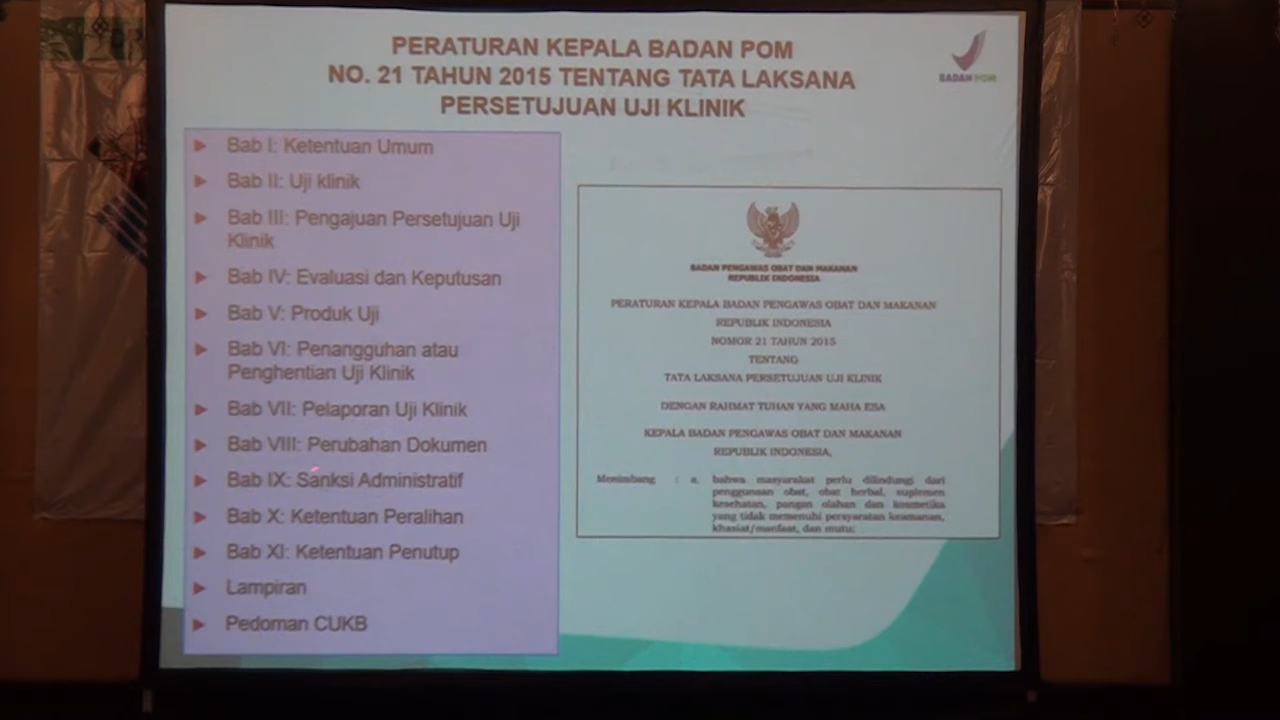 PERATURAN KEPALA BADAN POM
NO. 21 TAHUN 2015 TENTANG TATA LAKSANA
PERSETUJUAN UJI KLINIK
BADAN POM
Bab I: Ketentuan Umum
Bab II: Uji klinik
Bab III: Pengajuan Persetujuan Uji
Klinik
Bab IV: Evaluasi dan Keputusan
Bab V: Produk Uji
Bab VI: Penangguhan atau
Penghentian Uji Klinik
Bab VII: Pelaporan Uji Klinik
Bab VIII: Perubahan Dokumen
Bab IX: Sanksi Administratif
Bab X: Ketentuan Peralihan
Bab XI: Ketentuan Penutup
Lampiran
Pedoman CUKB
BADAN PENGAWAS OBAT DAN MAKANAN
REPUBLIK INDONESIA
PERATURAN KEPALA BADAN PENGAWAS OBAT DAN MAKANAN
REPUBLIK INDONESIA
NOMOR 21 TAHUN 2015
TENTANG
TATA LAKSANA PERSETUJUAN UJI KLINIK
DENGAN RAHMAT TUHAN YANG MAHA ESA
KEPALA BADAN PENGAWAS OBAT DAN MAKANAN
REPUBLIK INDONESIA,
Menimbang : a. bahwa masyarakat perlu dilindungi dari
penggunaan obat, obat herbal, suplemen
kesehatan, pangan olahan dan kosmetika
yang tidak memenuhi persyaratan keamanan,
khasiat/manfaat, dan mutu;